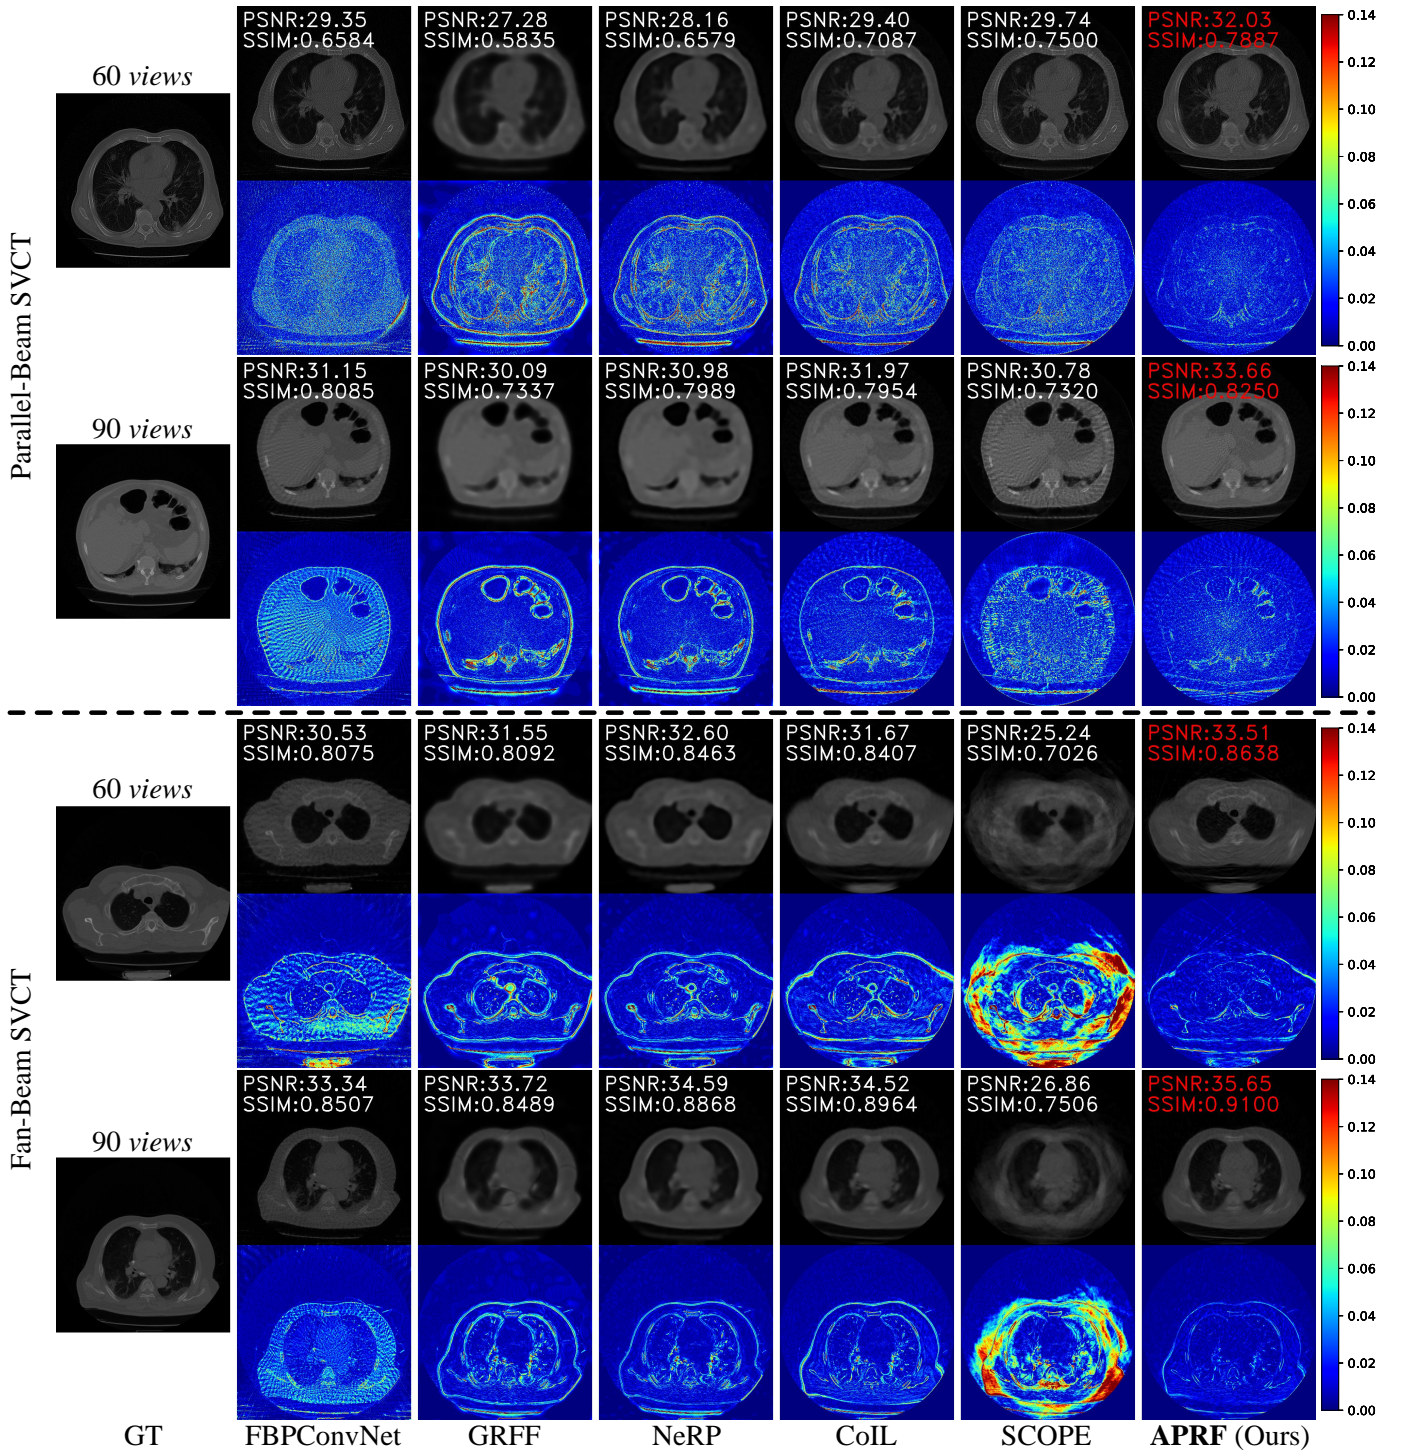 Parallel-Beam SVCT
60 views
PSNR:29.35
SSIM:0.6584
PSNR:27.28
SSIM:0.5835
PSNR:28.16
SSIM:0.6579
PSNR:29.40
SSIM:0.7087
PSNR:29.74
SSIM:0.7500
PSNR:32.03
SSIM:0.7887
0.14
0.12
0.10
0.08
0.06
0.04
0.02
0.00
90 views
PSNR:31.15
SSIM:0.8085
PSNR:30.09
SSIM:0.7337
PSNR:30.98
SSIM:0.7989
PSNR:31.97
SSIM:0.7954
PSNR:30.78
SSIM:0.7320
PSNR:33.66
SSIM:0.8250
0.14
0.12
0.10
0.08
0.06
0.04
0.02
0.00
Fan-Beam SVCT
60 views
PSNR:30.53
SSIM:0.8075
PSNR:31.55
SSIM:0.8092
PSNR:32.60
SSIM:0.8463
PSNR:31.67
SSIM:0.8407
PSNR:25.24
SSIM:0.7026
PSNR:33.51
SSIM:0.8638
0.14
0.12
0.10
0.08
0.06
0.04
0.02
0.00
90 views
PSNR:33.34
SSIM:0.8507
PSNR:33.72
SSIM:0.8489
PSNR:34.59
SSIM:0.8868
PSNR:34.52
SSIM:0.8964
PSNR:26.86
SSIM:0.7506
PSNR:35.65
SSIM:0.9100
0.14
0.12
0.10
0.08
0.06
0.04
0.02
0.00
GT
FBPConvNet
GRFF
NeRP
CoIL
SCOPE
APRF (Ours)